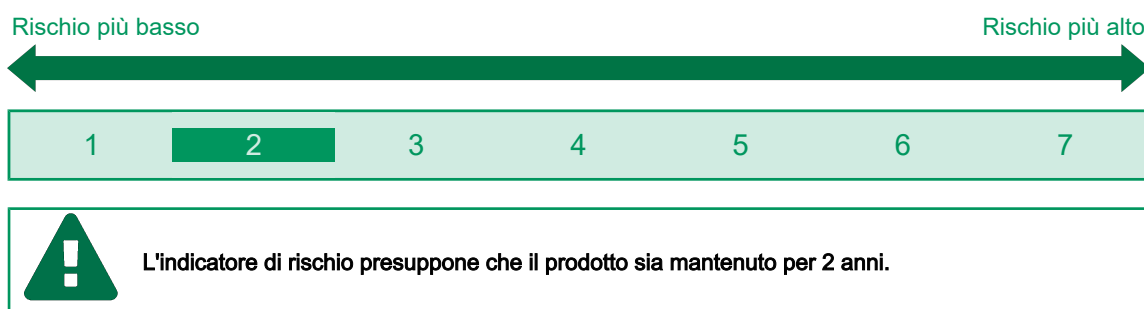 Rischio più basso Rischio più alto
1 2 3 4 5 6 7
! L'indicatore di rischio presuppone che il prodotto sia mantenuto per 2 anni.